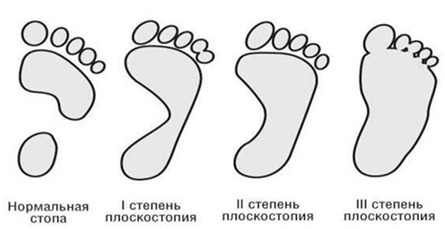 Нормальная
стопа
I степень
плоскостопия
II степень
плоскостопия
III степень
плоскостопия